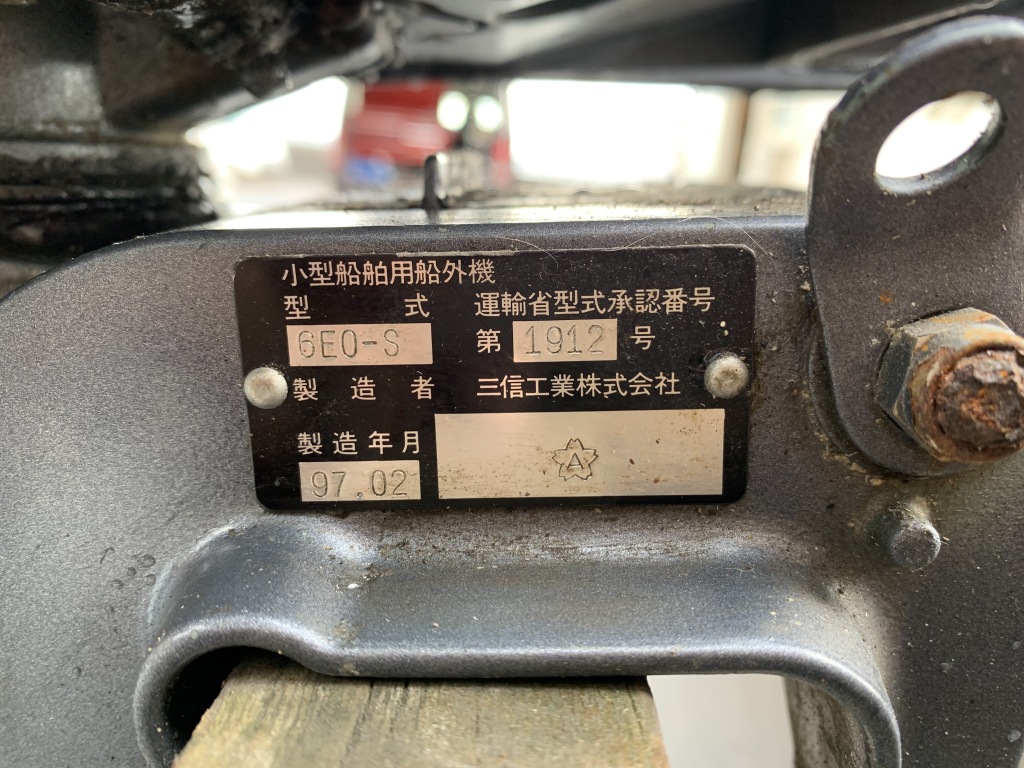 小型船舶用船外機
型 式 運輸省型式承認番号
6E0-S 第 1912 号
製 造 者 三信工業株式会社
製造年月
97.02
A